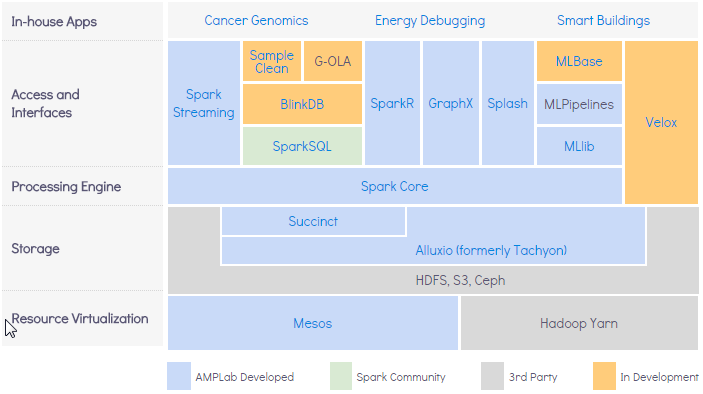 In-house Apps
Cancer Genomics
Energy Debugging
Smart Buildings
Access and
Interfaces
Spark
Streaming
Sample
Clean
G-OLA
BlinkDB
SparkSQL
SparkR
GraphX
Splash
MLBase
MLPipelines
MLlib
Velox
Processing Engine
Spark Core
Storage
Succinct
Alluxio (formerly Tachyon)
HDFS, S3, Ceph
Resource Virtualization
Mesos
Hadoop Yarn
AMPLab Developed
Spark Community
3rd Party
In Development